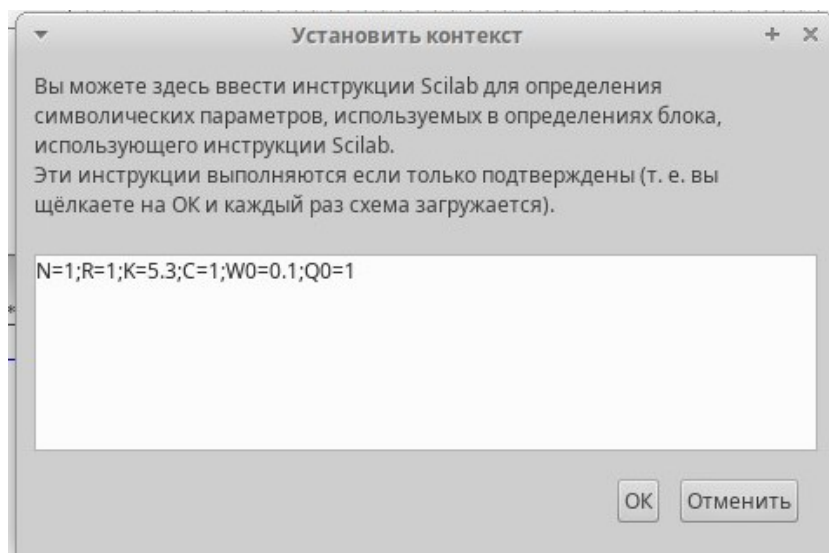 Установить контекст
Вы можете здесь ввести инструкции Scilab для определения
символических параметров, используемых в определениях блока,
использующего инструкции Scilab.
Эти инструкции выполняются если только подтверждены (т. е. вы
щёлкаете на ОК и каждый раз схема загружается).
N=1;R=1;K=5.3;C=1;W0=0.1;Q0=1
ОК Отменить